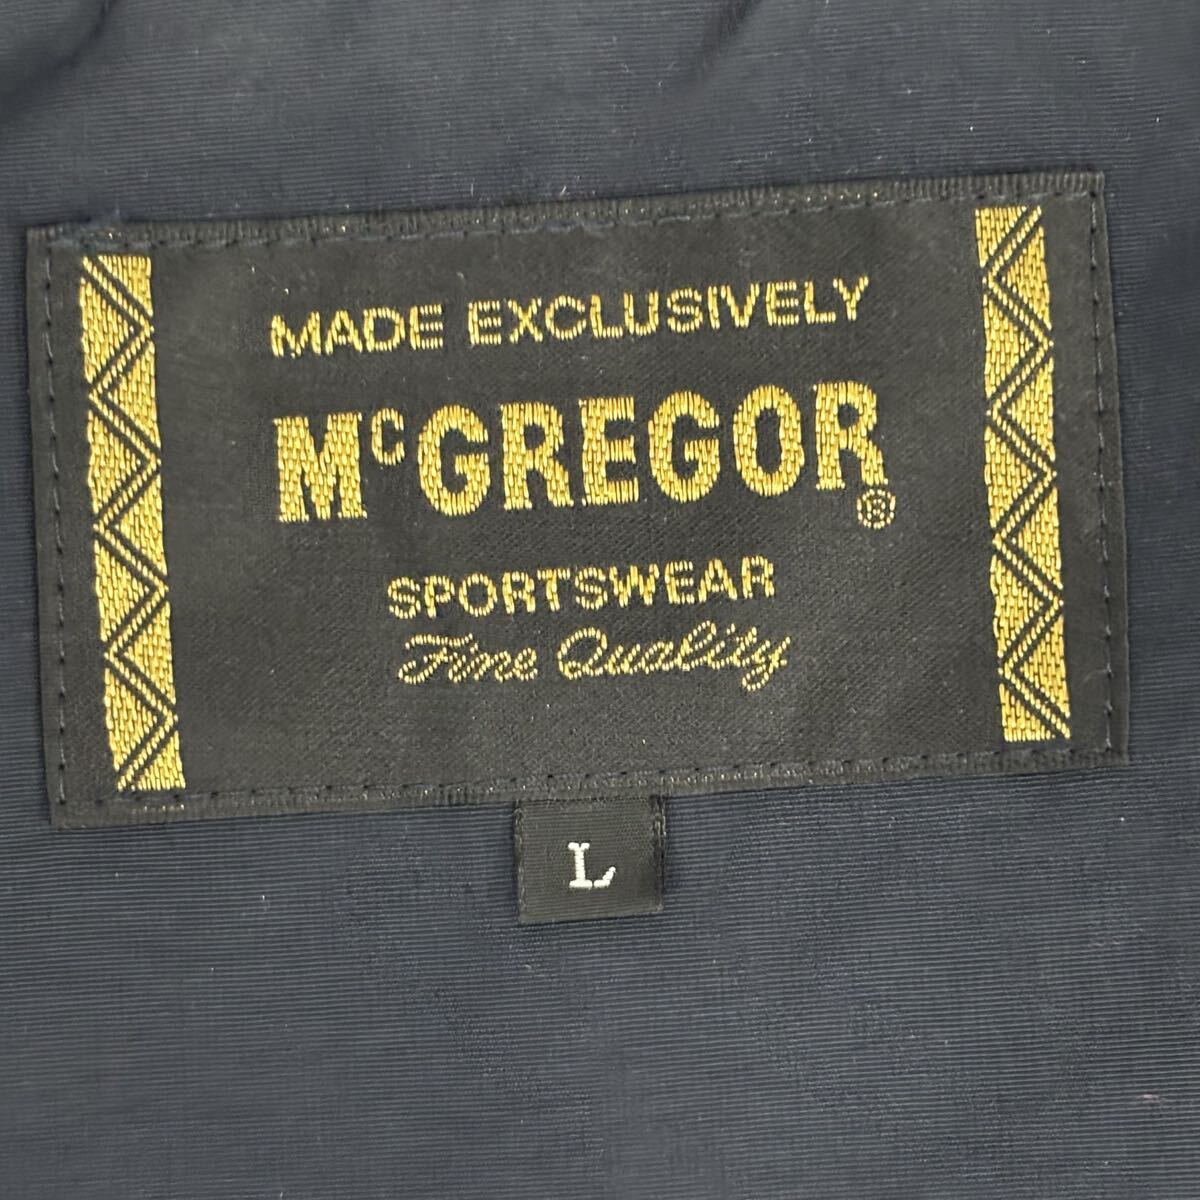 MADE EXCLUSIVELY
McGREGOR®
SPORTSWEAR
Fine Quality
L